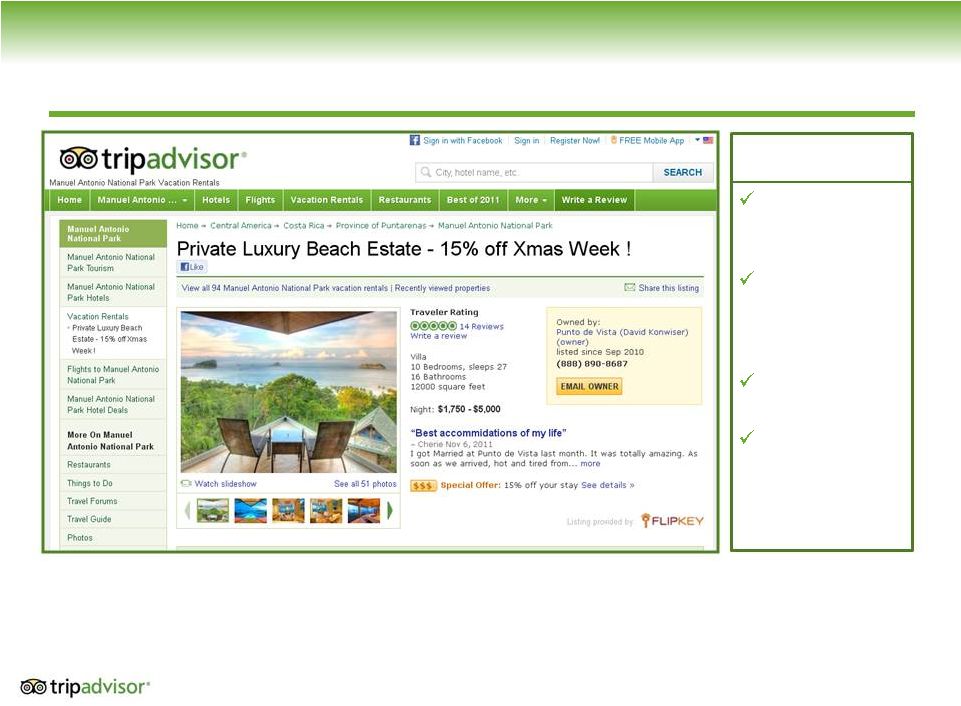 Sign in with Facebook Sign in Register Now! FREE Mobile App
tripadvisor®
Manuel Antonio National Park Vacation Rentals
City, hotel name, etc.
SEARCH
Home Manuel Antonio ... Hotels Flights Vacation Rentals Restaurants Best of 2011 More Write a Review
Manuel Antonio
National Park
Manuel Antonio National
Park Tourism
Manuel Antonio National
Park Hotels
Vacation Rentals
Private Luxury Beach
Estate - 15% off Xmas
Week !
Flights to Manuel Antonio
National Park
Manuel Antonio National
Park Hotel Deals
More On Manuel
Antonio National Park
Restaurants
Things to Do
Travel Forums
Travel Guide
Photos
Home Central America Costa Rica Province of Puntarenas Manuel Antonio National Park
Private Luxury Beach Estate - 15% off Xmas Week !
Like
View all 94 Manuel Antonio National Park vacation rentals | Recently viewed properties
Share this listing
Watch slideshow See all 51 photos
Traveler Rating
14 Reviews
Write a review
Villa
10 Bedrooms, sleeps 27
16 Bathrooms
12000 square feet
Night: $1,750 - $5,000
Owned by:
Punto de Vista (David Konwiser)
(owner)
listed since Sep 2010
(888) 890-8687
EMAIL OWNER
“Best accommidations of my life”
~ Cherie Nov 6, 2011
I got Married at Punto de Vista last month. It was totally amazing. As
soon as we arrived, hot and tired from... more
$$$ Special Offer: 15% off your stay See details »
Listing provided by FLIPKEY
tripadvisor®